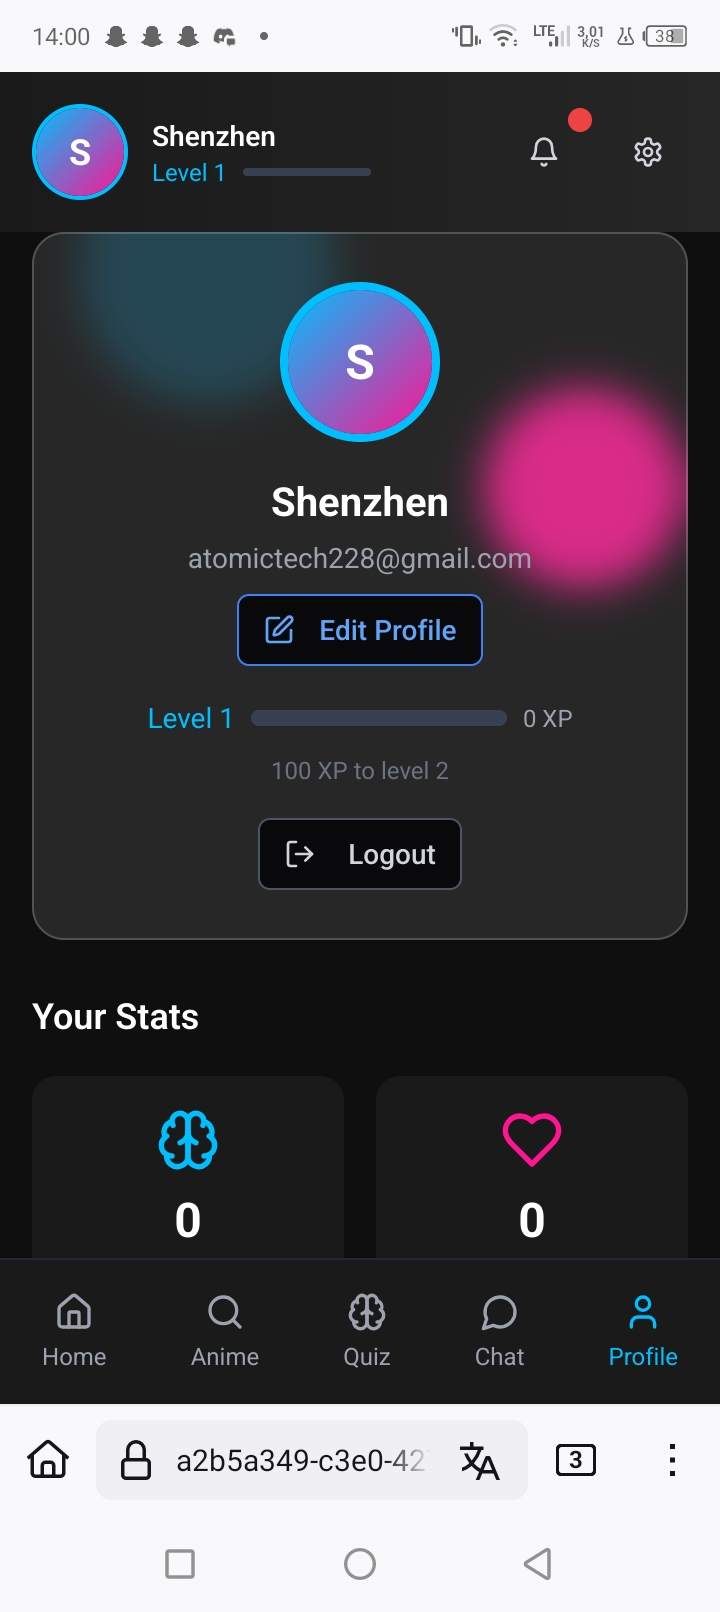 14:00
LTE 3,01 K/S 38
S
Shenzhen
Level 1
S
Shenzhen
atomictech228@gmail.com
Edit Profile
Level 1 0 XP
100 XP to level 2
Logout
Your Stats
0 0
Home Anime Quiz Chat Profile
a2b5a349-c3e0-42 文A 3